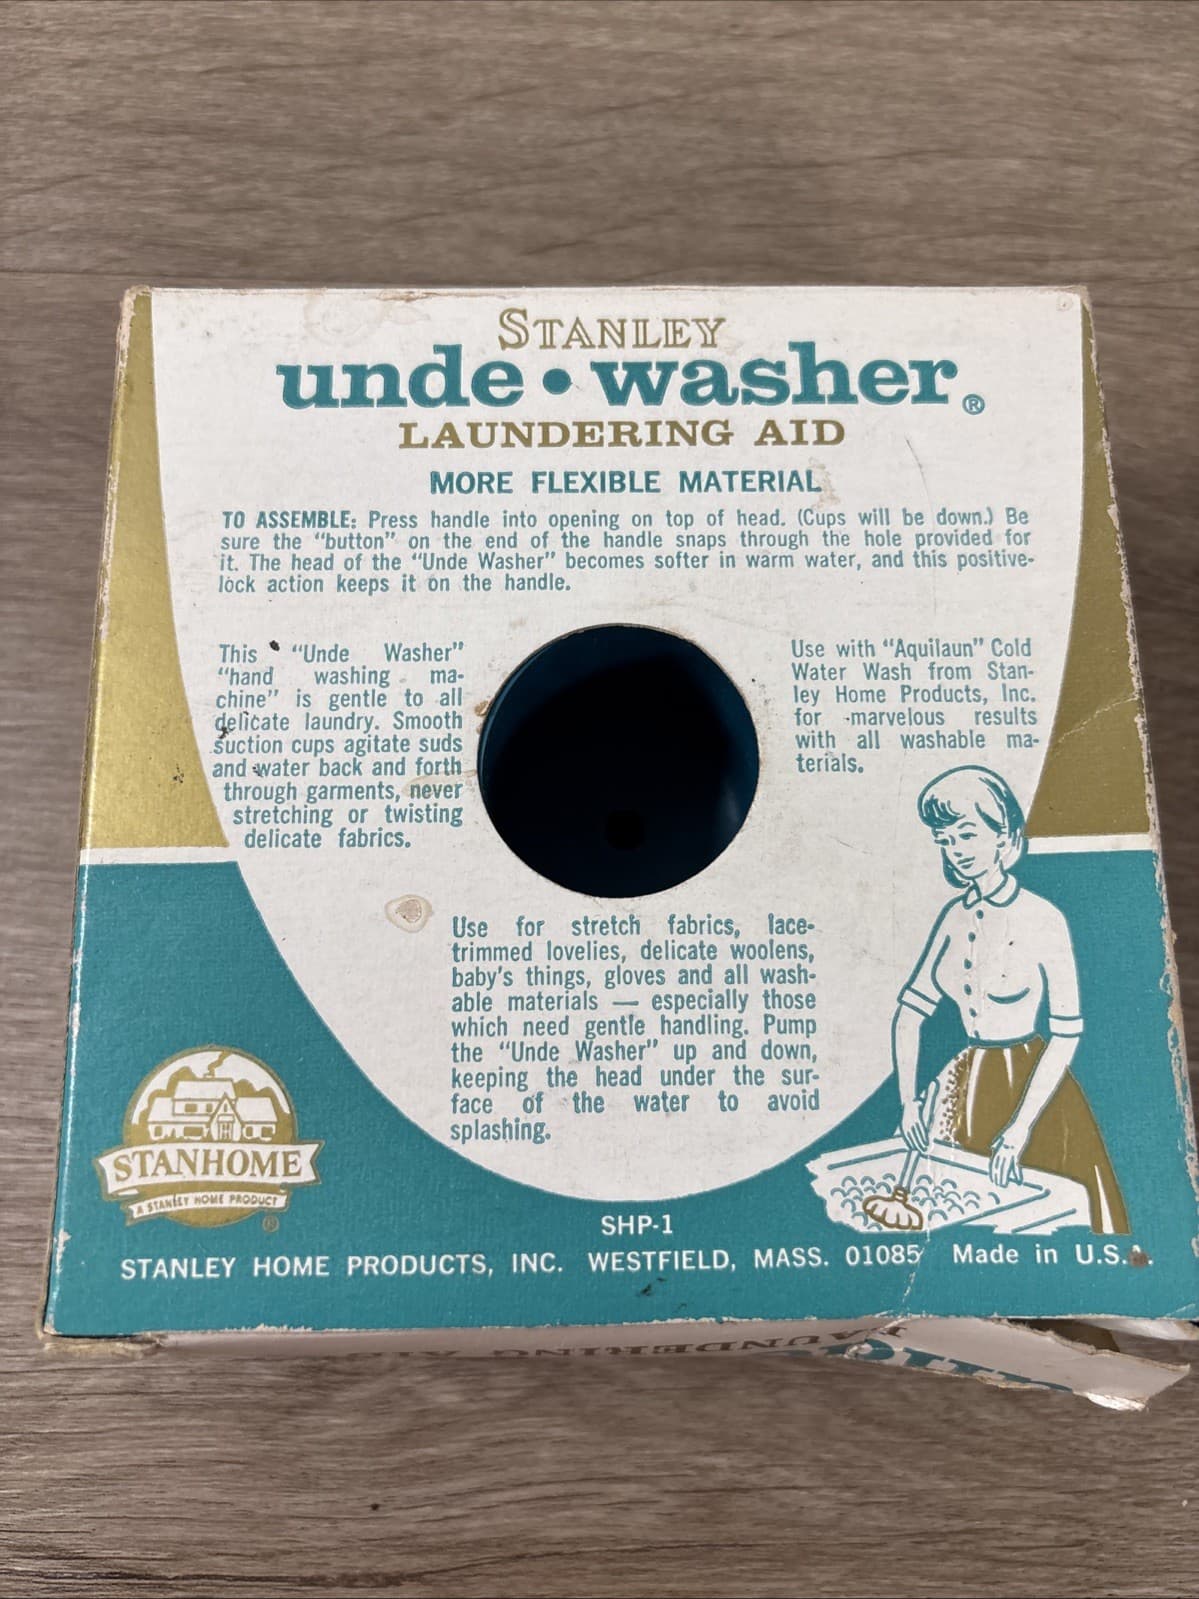 STANLEY
unde•washer®
LAUNDERING AID
MORE FLEXIBLE MATERIAL
TO ASSEMBLE: Press handle into opening on top of head. (Cups will be down.) Be
sure the "button" on the end of the handle snaps through the hole provided for
it. The head of the "Unde Washer" becomes softer in warm water, and this positive-
lock action keeps it on the handle.
This "Unde Washer"
"hand washing ma-
chine" is gentle to all
delicate laundry. Smooth
suction cups agitate suds
and water back and forth
through garments, never
stretching or twisting
delicate fabrics.
Use with "Aquilaun" Cold
Water Wash from Stan-
ley Home Products, Inc.
for marvelous results
with all washable ma-
terials.
Use for stretch fabrics, lace-
trimmed lovelies, delicate woolens,
baby's things, gloves and all wash-
able materials — especially those
which need gentle handling. Pump
the "Unde Washer" up and down,
keeping the head under the sur-
face of the water to avoid
splashing.
STANHOME
A STANLEY HOME PRODUCT
®
SHP-1
STANLEY HOME PRODUCTS, INC. WESTFIELD, MASS. 01085 Made in U.S.A.
LAUNDERING AID